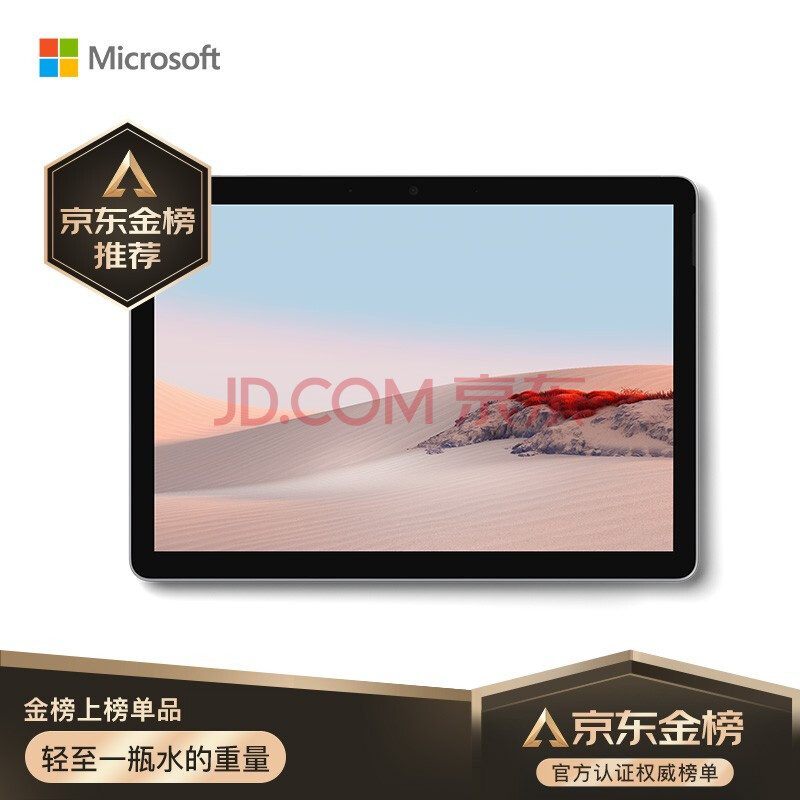 Microsoft
京东金榜
推荐
JD.COM 京东
金榜上榜单品
轻至一瓶水的重量
京东金榜
官方认证权威榜单